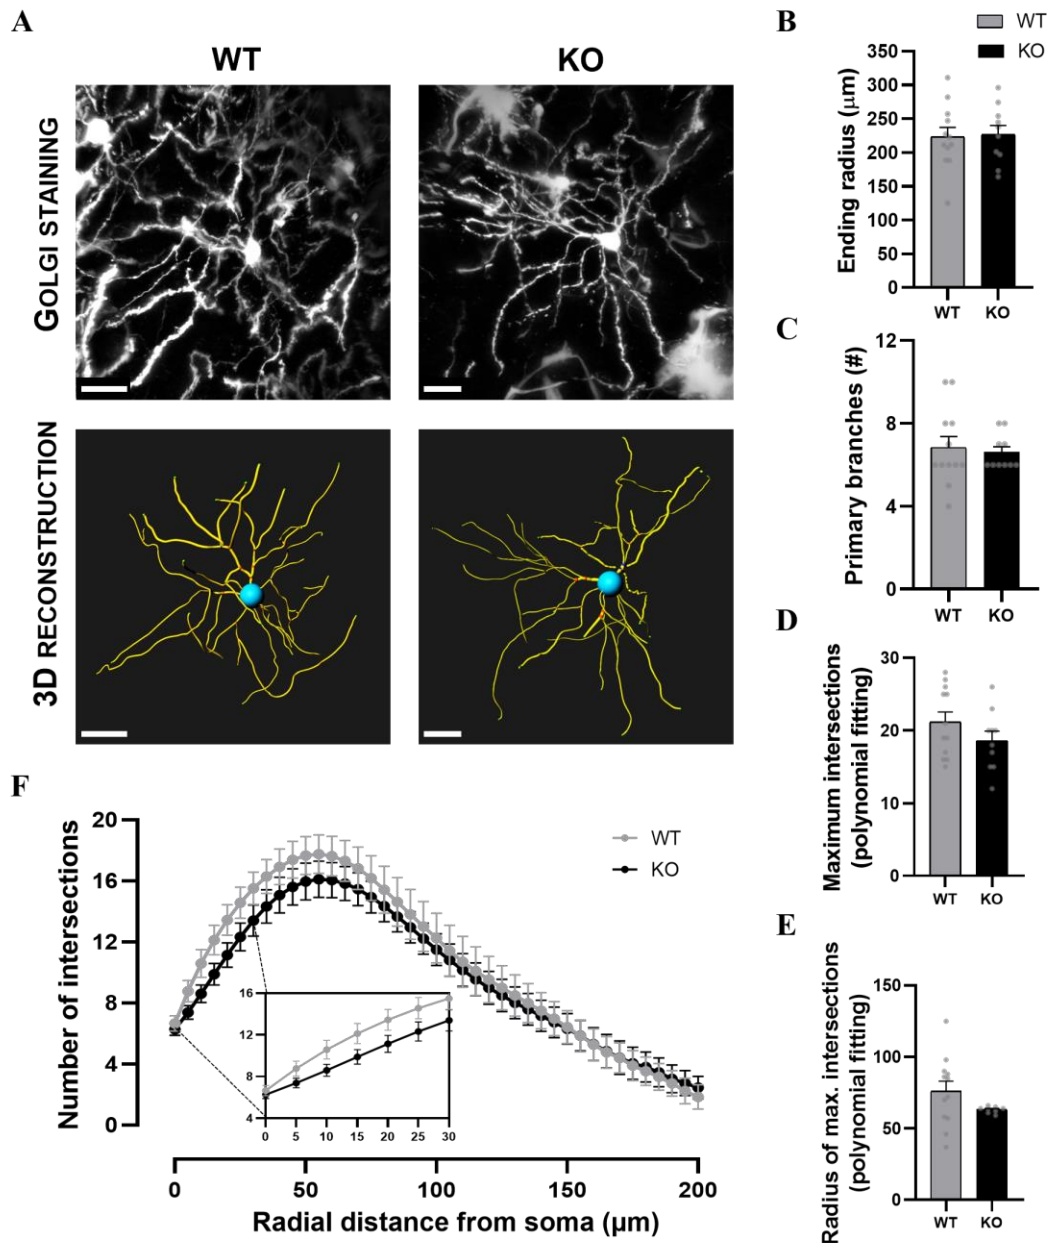 A
WT
KO
GOLGI STAINING
3D RECONSTRUCTION
B
WT
KO
Ending radius (µm)
350
300
250
200
150
100
50
0
WT KO
C
Primary branches (#)
12
8
4
0
WT KO
D
Maximum intersections
(polynomial fitting)
30
20
10
0
WT KO
E
Radius of max. intersections
(polynomial fitting)
150
100
50
0
WT KO
F
Number of intersections
20
16
12
8
4
0
WT
KO
16
12
8
4
0 5 10 15 20 25 30
0 50 100 150 200
Radial distance from soma (µm)